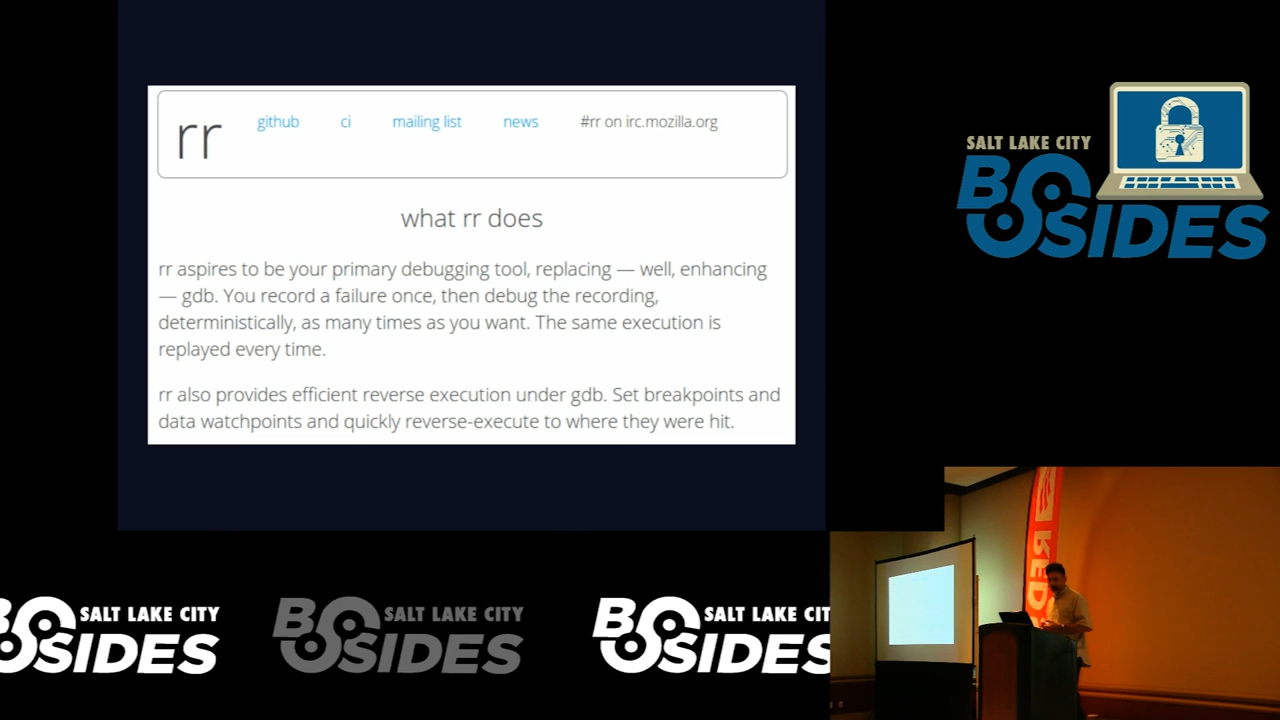 rr
github ci mailing list news #rr on irc.mozilla.org
what rr does
rr aspires to be your primary debugging tool, replacing — well, enhancing
— gdb. You record a failure once, then debug the recording,
deterministically, as many times as you want. The same execution is
replayed every time.
rr also provides efficient reverse execution under gdb. Set breakpoints and
data watchpoints and quickly reverse-execute to where they were hit.
SALT LAKE CITY
BSIDES
SALT LAKE CITY
BSIDES
SALT LAKE CITY
BSIDES
SALT LAKE CIT
BSIDES
RED